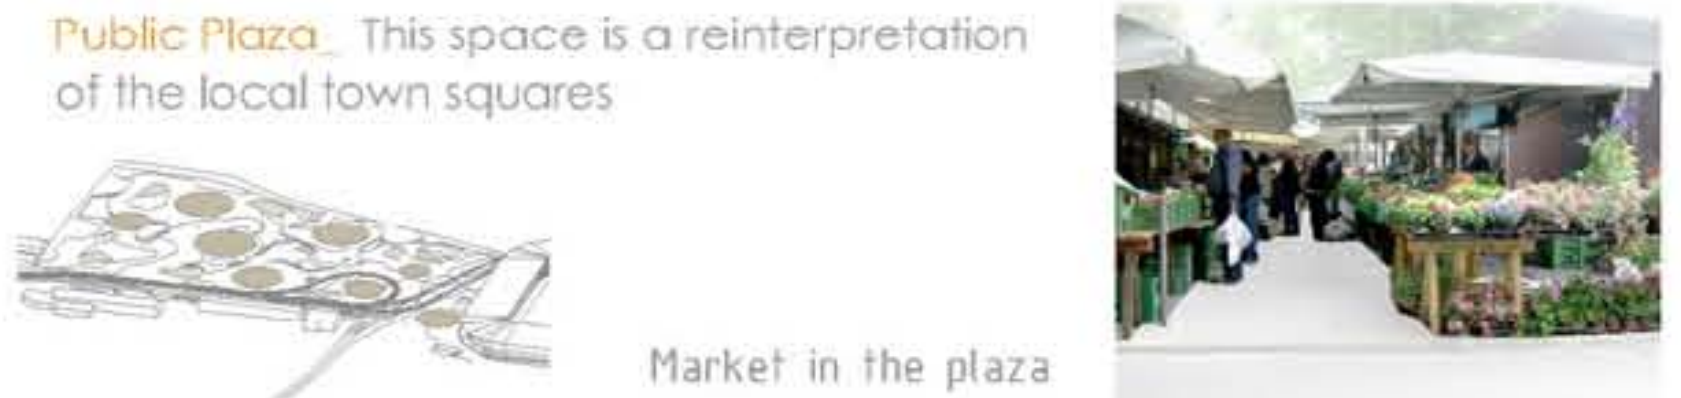 Public Plaza_ This space is a reinterpretation
of the local town squares
Market in the plaza